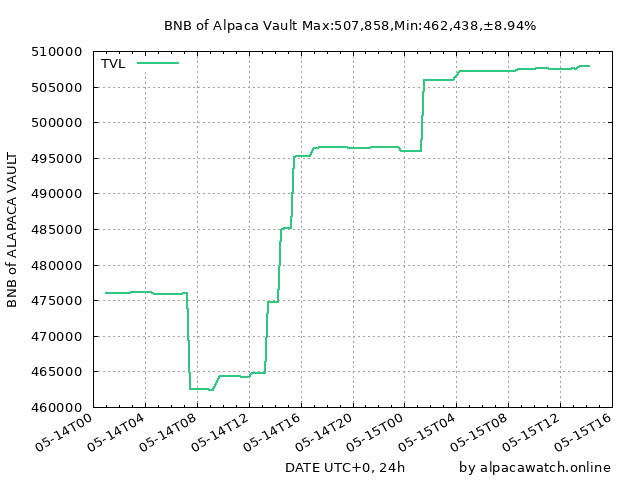 BNB of Alpaca Vault Max:507,858,Min:462,438,±8.94%
TVL
BNB of ALAPACA VAULT
510000
505000
500000
495000
490000
485000
480000
475000
470000
465000
460000
05-14T00
05-14T04
05-14T08
05-14T12
05-14T16
05-14T20
05-15T00
05-15T04
05-15T08
05-15T12
05-15T16
DATE UTC+0, 24h
by alpacawatch.online